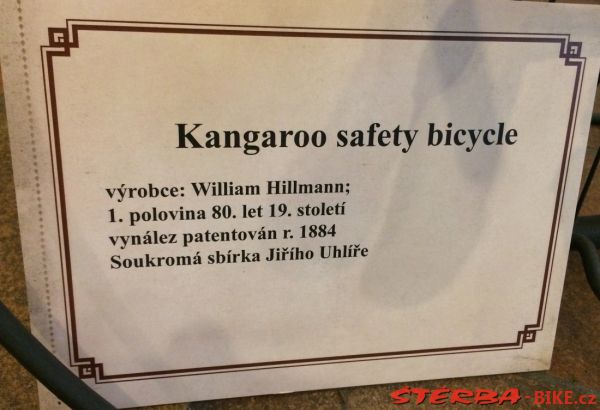 Kangaroo safety bicycle
výrobce: William Hillmann;
1. polovina 80. let 19. století
vynález patentován r. 1884
Soukromá sbírka Jiřího Uhlíře
ŠTĚRBA-BIKE.cz